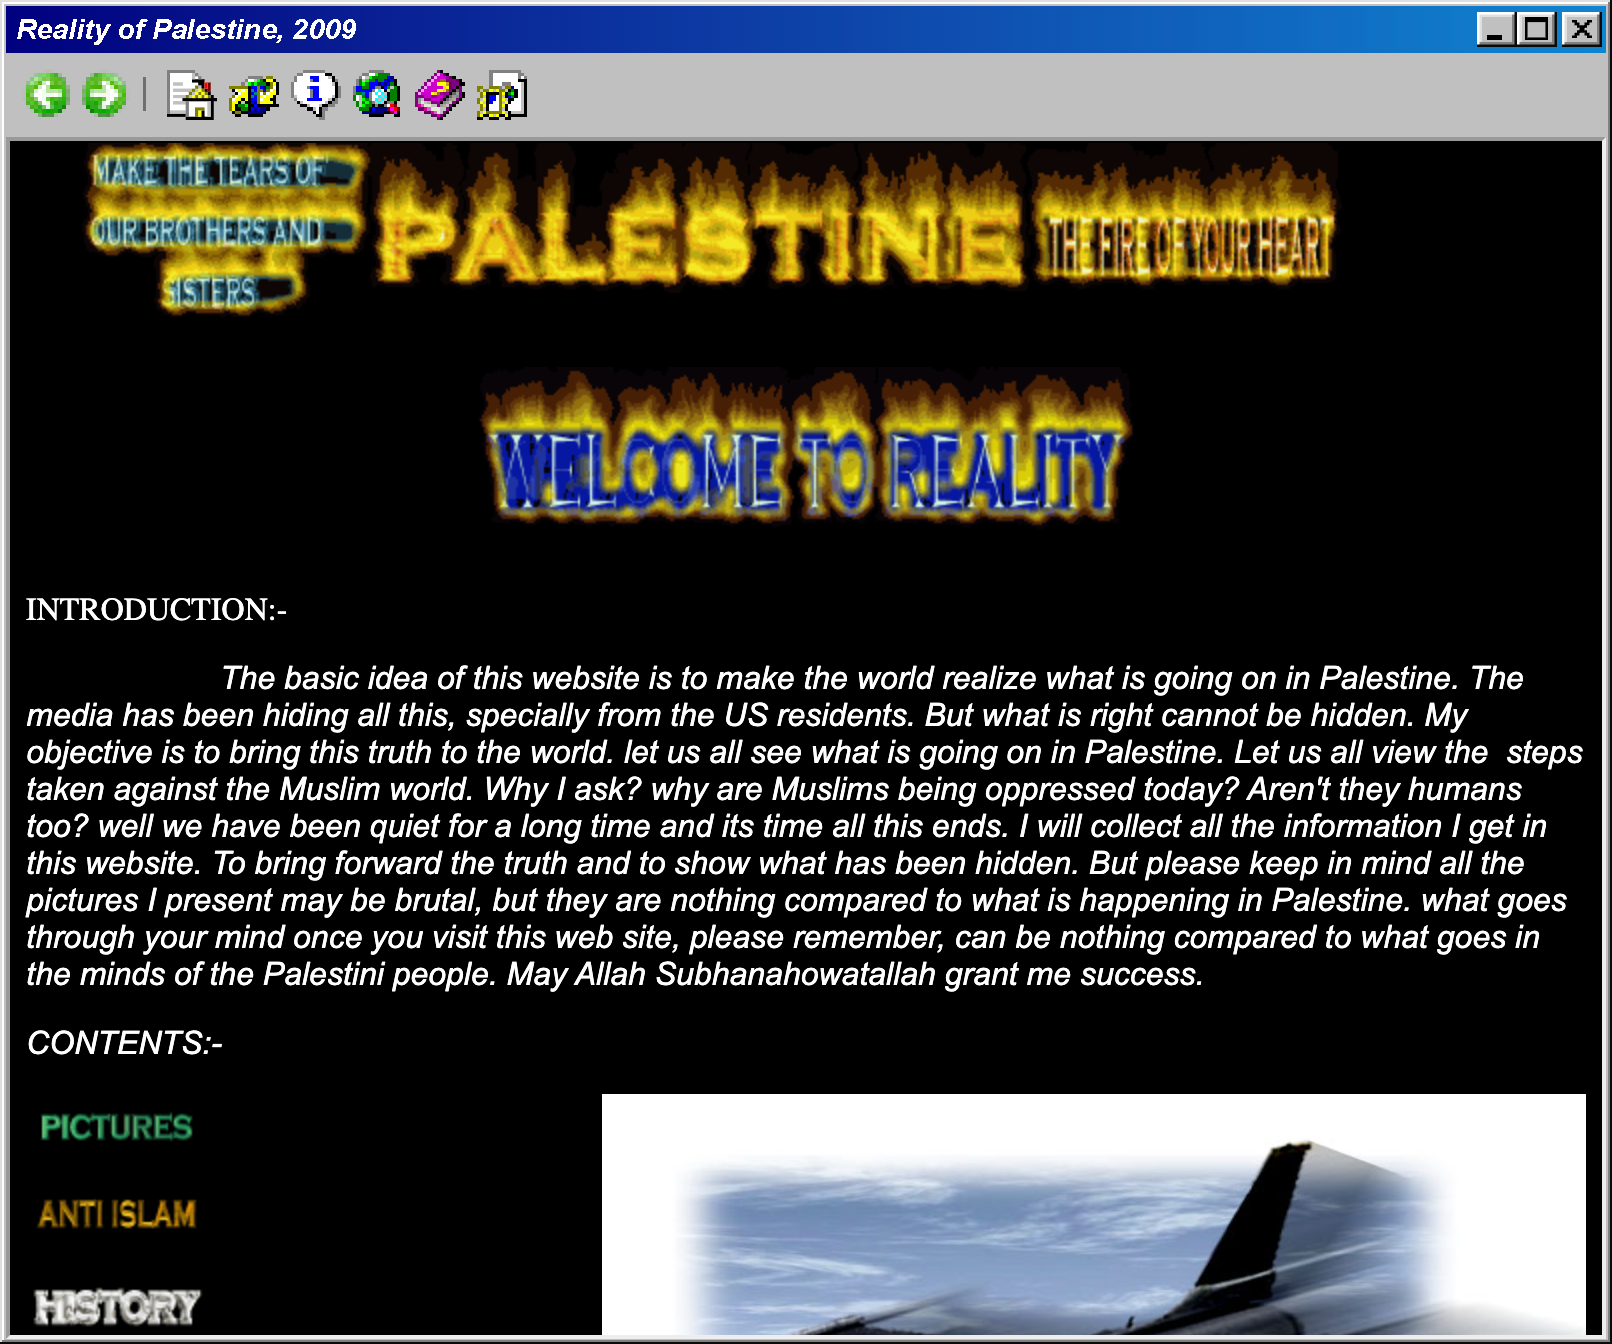 Reality of Palestine, 2009
MAKE THE TEARS OF
OUR BROTHERS AND
SISTERS
PALESTINE
THE FIRE OF YOUR HEART
WELCOME TO REALITY
INTRODUCTION:-
The basic idea of this website is to make the world realize what is going on in Palestine. The
media has been hiding all this, specially from the US residents. But what is right cannot be hidden. My
objective is to bring this truth to the world. let us all see what is going on in Palestine. Let us all view the  steps
taken against the Muslim world. Why I ask? why are Muslims being oppressed today? Aren't they humans
too? well we have been quiet for a long time and its time all this ends. I will collect all the information I get in
this website. To bring forward the truth and to show what has been hidden. But please keep in mind all the
pictures I present may be brutal, but they are nothing compared to what is happening in Palestine. what goes
through your mind once you visit this web site, please remember, can be nothing compared to what goes in
the minds of the Palestini people. May Allah Subhanahowatallah grant me success.
CONTENTS:-
PICTURES
ANTI ISLAM
HISTORY